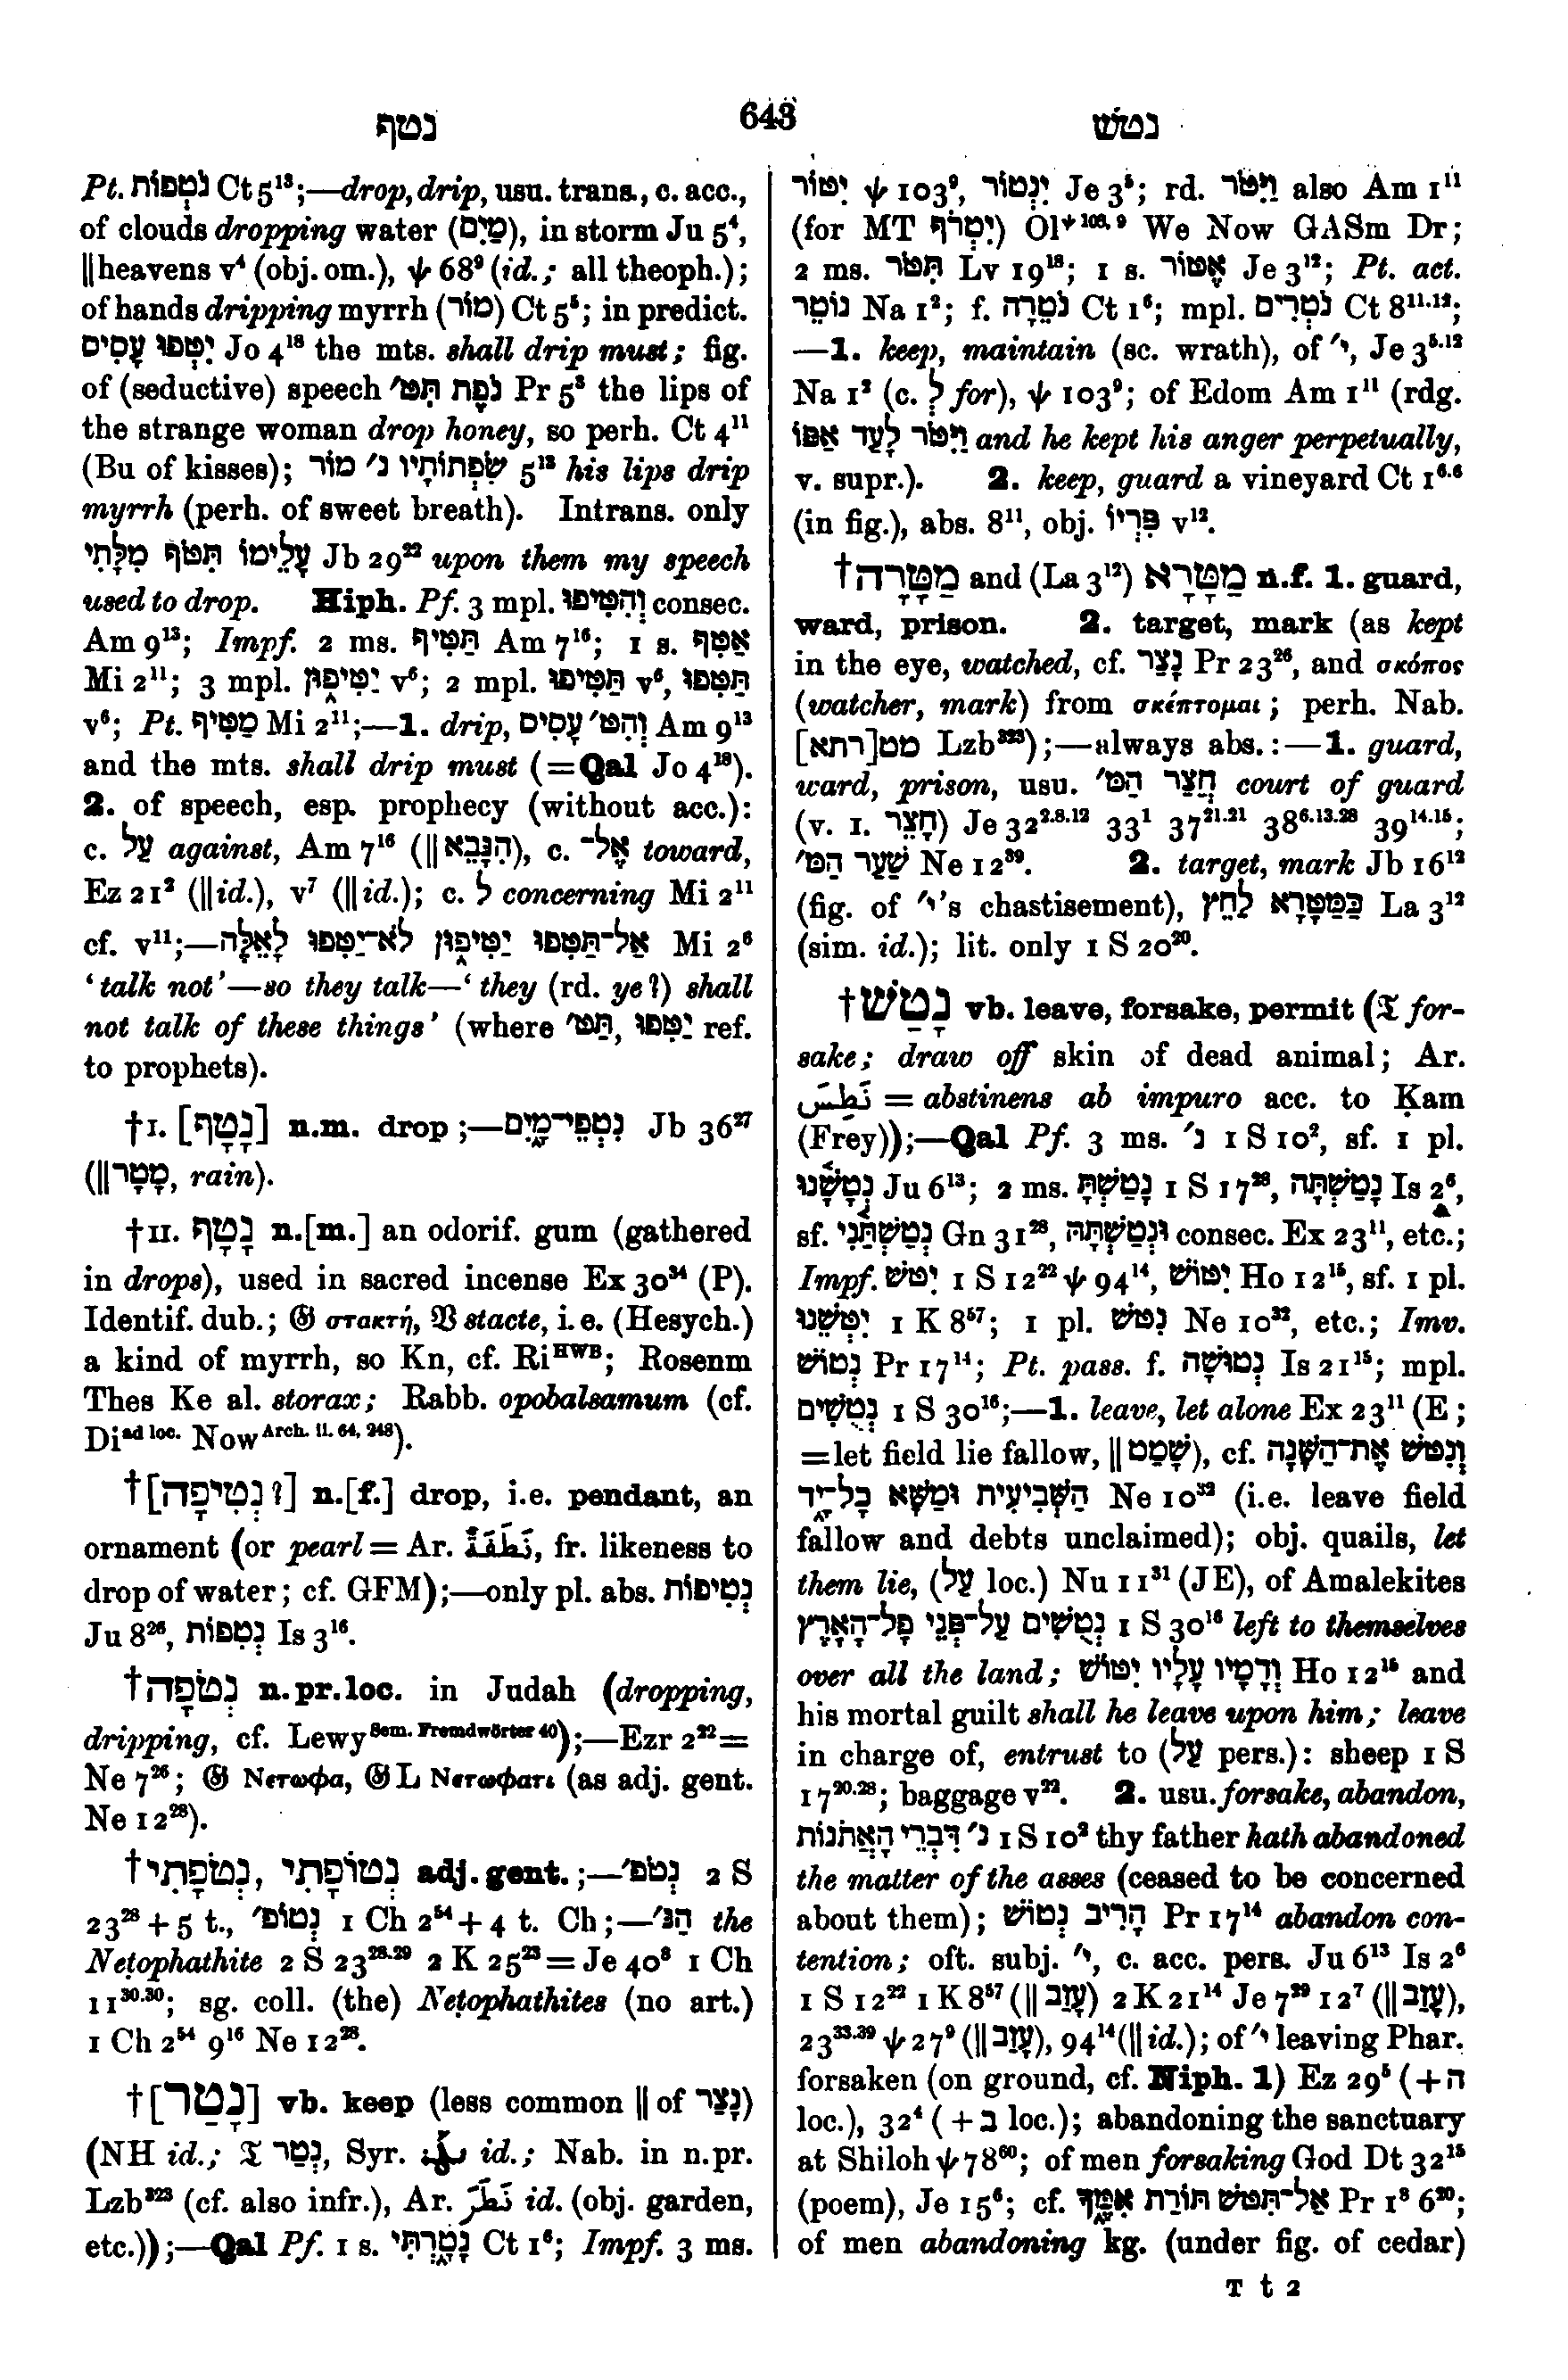 נטף
643
נטשׁ
Pt. נֹטְפוֹת Ct 5¹³;—drop, drip, usu. trans., c. acc.,
of clouds dropping water (מַיִם), in storm Ju 5⁴,
‖heavens v⁴ (obj. om.), ψ 68⁹ (id.; all theoph.);
of hands dripping myrrh (מוֹר) Ct 5⁵; in predict.
יִטְּפוּ עָסִים Jo 4¹⁸ the mts. shall drip must; fig.
of (seductive) speech נֹפֶת תִּטֹּ׳ Pr 5³ the lips of
the strange woman drop honey, so perh. Ct 4¹¹
(Bu of kisses); שִׂפְתוֹתָיו נ׳ מוֹר 5¹³ his lips drip
myrrh (perh. of sweet breath). Intrans. only
עָלֵימוֹ תִּטֹּף מִלָּתִי Jb 29²² upon them my speech
used to drop. Hiph. Pf. 3 mpl. וְהִטִּיפוּ consec.
Am 9¹³; Impf. 2 ms. תַּטִּיף Am 7¹⁶; 1 s. אַטִּף
Mi 2¹¹; 3 mpl. יַטִּיפוּן v⁶; 2 mpl. תַּטִּיפוּ v⁶, תַּטִּפוּ
v⁶; Pt. מַטִּיף Mi 2¹¹;—1. drip, וְהִטּ׳ עָסִים Am 9¹³
and the mts. shall drip must (=Qal Jo 4¹⁸).
2. of speech, esp. prophecy (without acc.):
c. עַל against, Am 7¹⁶ (‖הִנָּבֵא), c. אֶל־ toward,
Ez 21² (‖id.), v⁷ (‖id.); c. לְ concerning Mi 2¹¹
cf. v¹¹;—אַל־תַּטִּפוּ יַטִּיפוּן לֹא־יַטִּפוּ לָאֵלֶּה Mi 2⁶
‘talk not’—so they talk—‘they (rd. ye?) shall
not talk of these things’ (where תַּטּ׳, יַטִּפוּ ref.
to prophets).
†I. [נָטָף] n.m. drop;—נִטְפֵי־מָיִם Jb 36²⁷
(‖מָטָר, rain).
†II. נָטָף n.[m.] an odorif. gum (gathered
in drops), used in sacred incense Ex 30³⁴ (P).
Identif. dub.; 𝔊 στακτή, 𝔙 stacte, i.e. (Hesych.)
a kind of myrrh, so Kn, cf. Ri^HWB; Rosenm
Thes Ke al. storax; Rabb. opobalsamum (cf.
Di^ad loc. Now^Arch. ii. 64, 248).
†[נְטִיפָה?] n.[f.] drop, i.e. pendant, an
ornament (or pearl = Ar. نَطَفَةٌ, fr. likeness to
drop of water; cf. GFM);—only pl. abs. נְטִיפוֹת
Ju 8²⁶, נְטִפוֹת Is 3¹⁶.
†נְטֹפָה n.pr.loc. in Judah (dropping,
dripping, cf. Lewy^Sem. Fremdwörter 40);—Ezr 2²²=
Ne 7²⁶; 𝔊 Νετωφα, 𝔊L Νετωφατι (as adj. gent.
Ne 12²⁸).
†נְטוֹפָתִי, נְטֹפָתִי adj.gent.;—נְטֹפ׳ 2 S
23²⁸+5 t., נְטוֹפ׳ 1 Ch 2⁵⁴+4 t. Ch;—הַנּ׳ the
Neṭophathite 2 S 23²⁸·²⁹ 2 K 25²³=Je 40⁸ 1 Ch
11³⁰·³⁰; sg. coll. (the) Neṭophathites (no art.)
1 Ch 2⁵⁴ 9¹⁶ Ne 12²⁸.
†[נָטַר] vb. keep (less common ‖ of נָצַר)
(NH id.; 𝔗 נְטַר, Syr. ܢܛܪ id.; Nab. in n.pr.
Lzb³²³ (cf. also infr.), Ar. نَطَرَ id. (obj. garden,
etc.));—Qal Pf. 1 s. נָטָרְתִּי Ct 1⁶; Impf. 3 ms.
יִטּוֹר ψ 103⁹, יִנְטוֹר Je 3⁵; rd. וַיִּטֹּר also Am 1¹¹
(for MT יִטְרֹף) Ol^ψ 103, 9 We Now GASm Dr;
2 ms. תִּטֹּר Lv 19¹⁸; 1 s. אֶטּוֹר Je 3¹²; Pt. act.
נוֹטֵר Na 1²; f. נֹטֵרָה Ct 1⁶; mpl. נֹטְרִים Ct 8¹¹·¹²;
—1. keep, maintain (sc. wrath), of י׳, Je 3⁵·¹²
Na 1² (c. לְ for), ψ 103⁹; of Edom Am 1¹¹ (rdg.
וַיִּטֹּר לָעַד אַפּוֹ and he kept his anger perpetually,
v. supr.). 2. keep, guard a vineyard Ct 1⁶·⁶
(in fig.), abs. 8¹¹, obj. פִּרְיוֹ v¹².
†מַטָּרָה and (La 3¹²) מַטָּרָא n.f. 1. guard,
ward, prison. 2. target, mark (as kept
in the eye, watched, cf. נָצַר Pr 23²⁶, and σκόπος
(watcher, mark) from σκέπτομαι; perh. Nab.
מט]רתא] Lzb³²³);—always abs.:—1. guard,
ward, prison, usu. חֲצַר הַמּ׳ court of guard
(v. I. חָצֵר) Je 32²·⁸·¹² 33¹ 37²¹·²¹ 38⁶·¹³·²⁸ 39¹⁴·¹⁵;
שַׁעַר הַמּ׳ Ne 12³⁹. 2. target, mark Jb 16¹²
(fig. of י׳’s chastisement), כַּמַּטָּרָא לַחֵץ La 3¹²
(sim. id.); lit. only 1 S 20²⁰.
†נָטַשׁ vb. leave, forsake, permit (𝔗 for-
sake; draw off skin of dead animal; Ar.
نَطِسَ = abstinens ab impuro acc. to Ḳam
(Frey));—Qal Pf. 3 ms. נ׳ 1 S 10², sf. 1 pl.
נְטָשָׁנוּ Ju 6¹³; 2 ms. נָטַשְׁתָּ 1 S 17²⁸, נָטַשְׁתָּה Is 2⁶,
sf. נְטַשְׁתַּנִי Gn 31²⁸, וּנְטַשְׁתָּהּ consec. Ex 23¹¹, etc.;
Impf. יִטֹּשׁ 1 S 12²² ψ 94¹⁴, יִטּוֹשׁ Ho 12¹⁵, sf. 1 pl.
יִטְּשֵׁנוּ 1 K 8⁵⁷; 1 pl. נִטֹּשׁ Ne 10³², etc.; Imv.
נְטוֹשׁ Pr 17¹⁴; Pt. pass. f. נְטוּשָׁה Is 21¹⁵; mpl.
נְטֻשִׁים 1 S 30¹⁶;—1. leave, let alone Ex 23¹¹ (E;
=let field lie fallow, ‖שָׁמַט), cf. וְנִטֹּשׁ אֶת־הַשָּׁנָה
הַשְּׁבִיעִית וּמַשָּׁא כָל־יָד Ne 10³² (i.e. leave field
fallow and debts unclaimed); obj. quails, let
them lie, (עַל loc.) Nu 11³¹ (JE), of Amalekites
נְטֻשִׁים עַל־פְּנֵי כָל־הָאָרֶץ 1 S 30¹⁶ left to themselves
over all the land; וְדָמָיו עָלָיו יִטּוֹשׁ Ho 12¹⁵ and
his mortal guilt shall he leave upon him; leave
in charge of, entrust to (עַל pers.): sheep 1 S
17²⁰·²⁸; baggage v²². 2. usu. forsake, abandon,
נ׳ דִּבְרֵי הָאֲתֹנוֹת 1 S 10² thy father hath abandoned
the matter of the asses (ceased to be concerned
about them); הָרִיב נְטוֹשׁ Pr 17¹⁴ abandon con-
tention; oft. subj. י׳, c. acc. pers. Ju 6¹³ Is 2⁶
1 S 12²² 1 K 8⁵⁷ (‖עָזַב) 2 K 21¹⁴ Je 7²⁹ 12⁷ (‖עָזַב),
23³³·³⁹ ψ 27⁹ (‖עָזַב), 94¹⁴ (‖id.); of י׳ leaving Phar.
forsaken (on ground, cf. Niph. 1) Ez 29⁵ (+ה
loc.), 32⁴ (+ב loc.); abandoning the sanctuary
at Shiloh ψ 78⁶⁰; of men forsaking God Dt 32¹⁵
(poem), Je 15⁶; cf. אַל־תִּטֹּשׁ תּוֹרַת אִמֶּךָ Pr 1⁸ 6²⁰;
of men abandoning kg. (under fig. of cedar)
T t 2